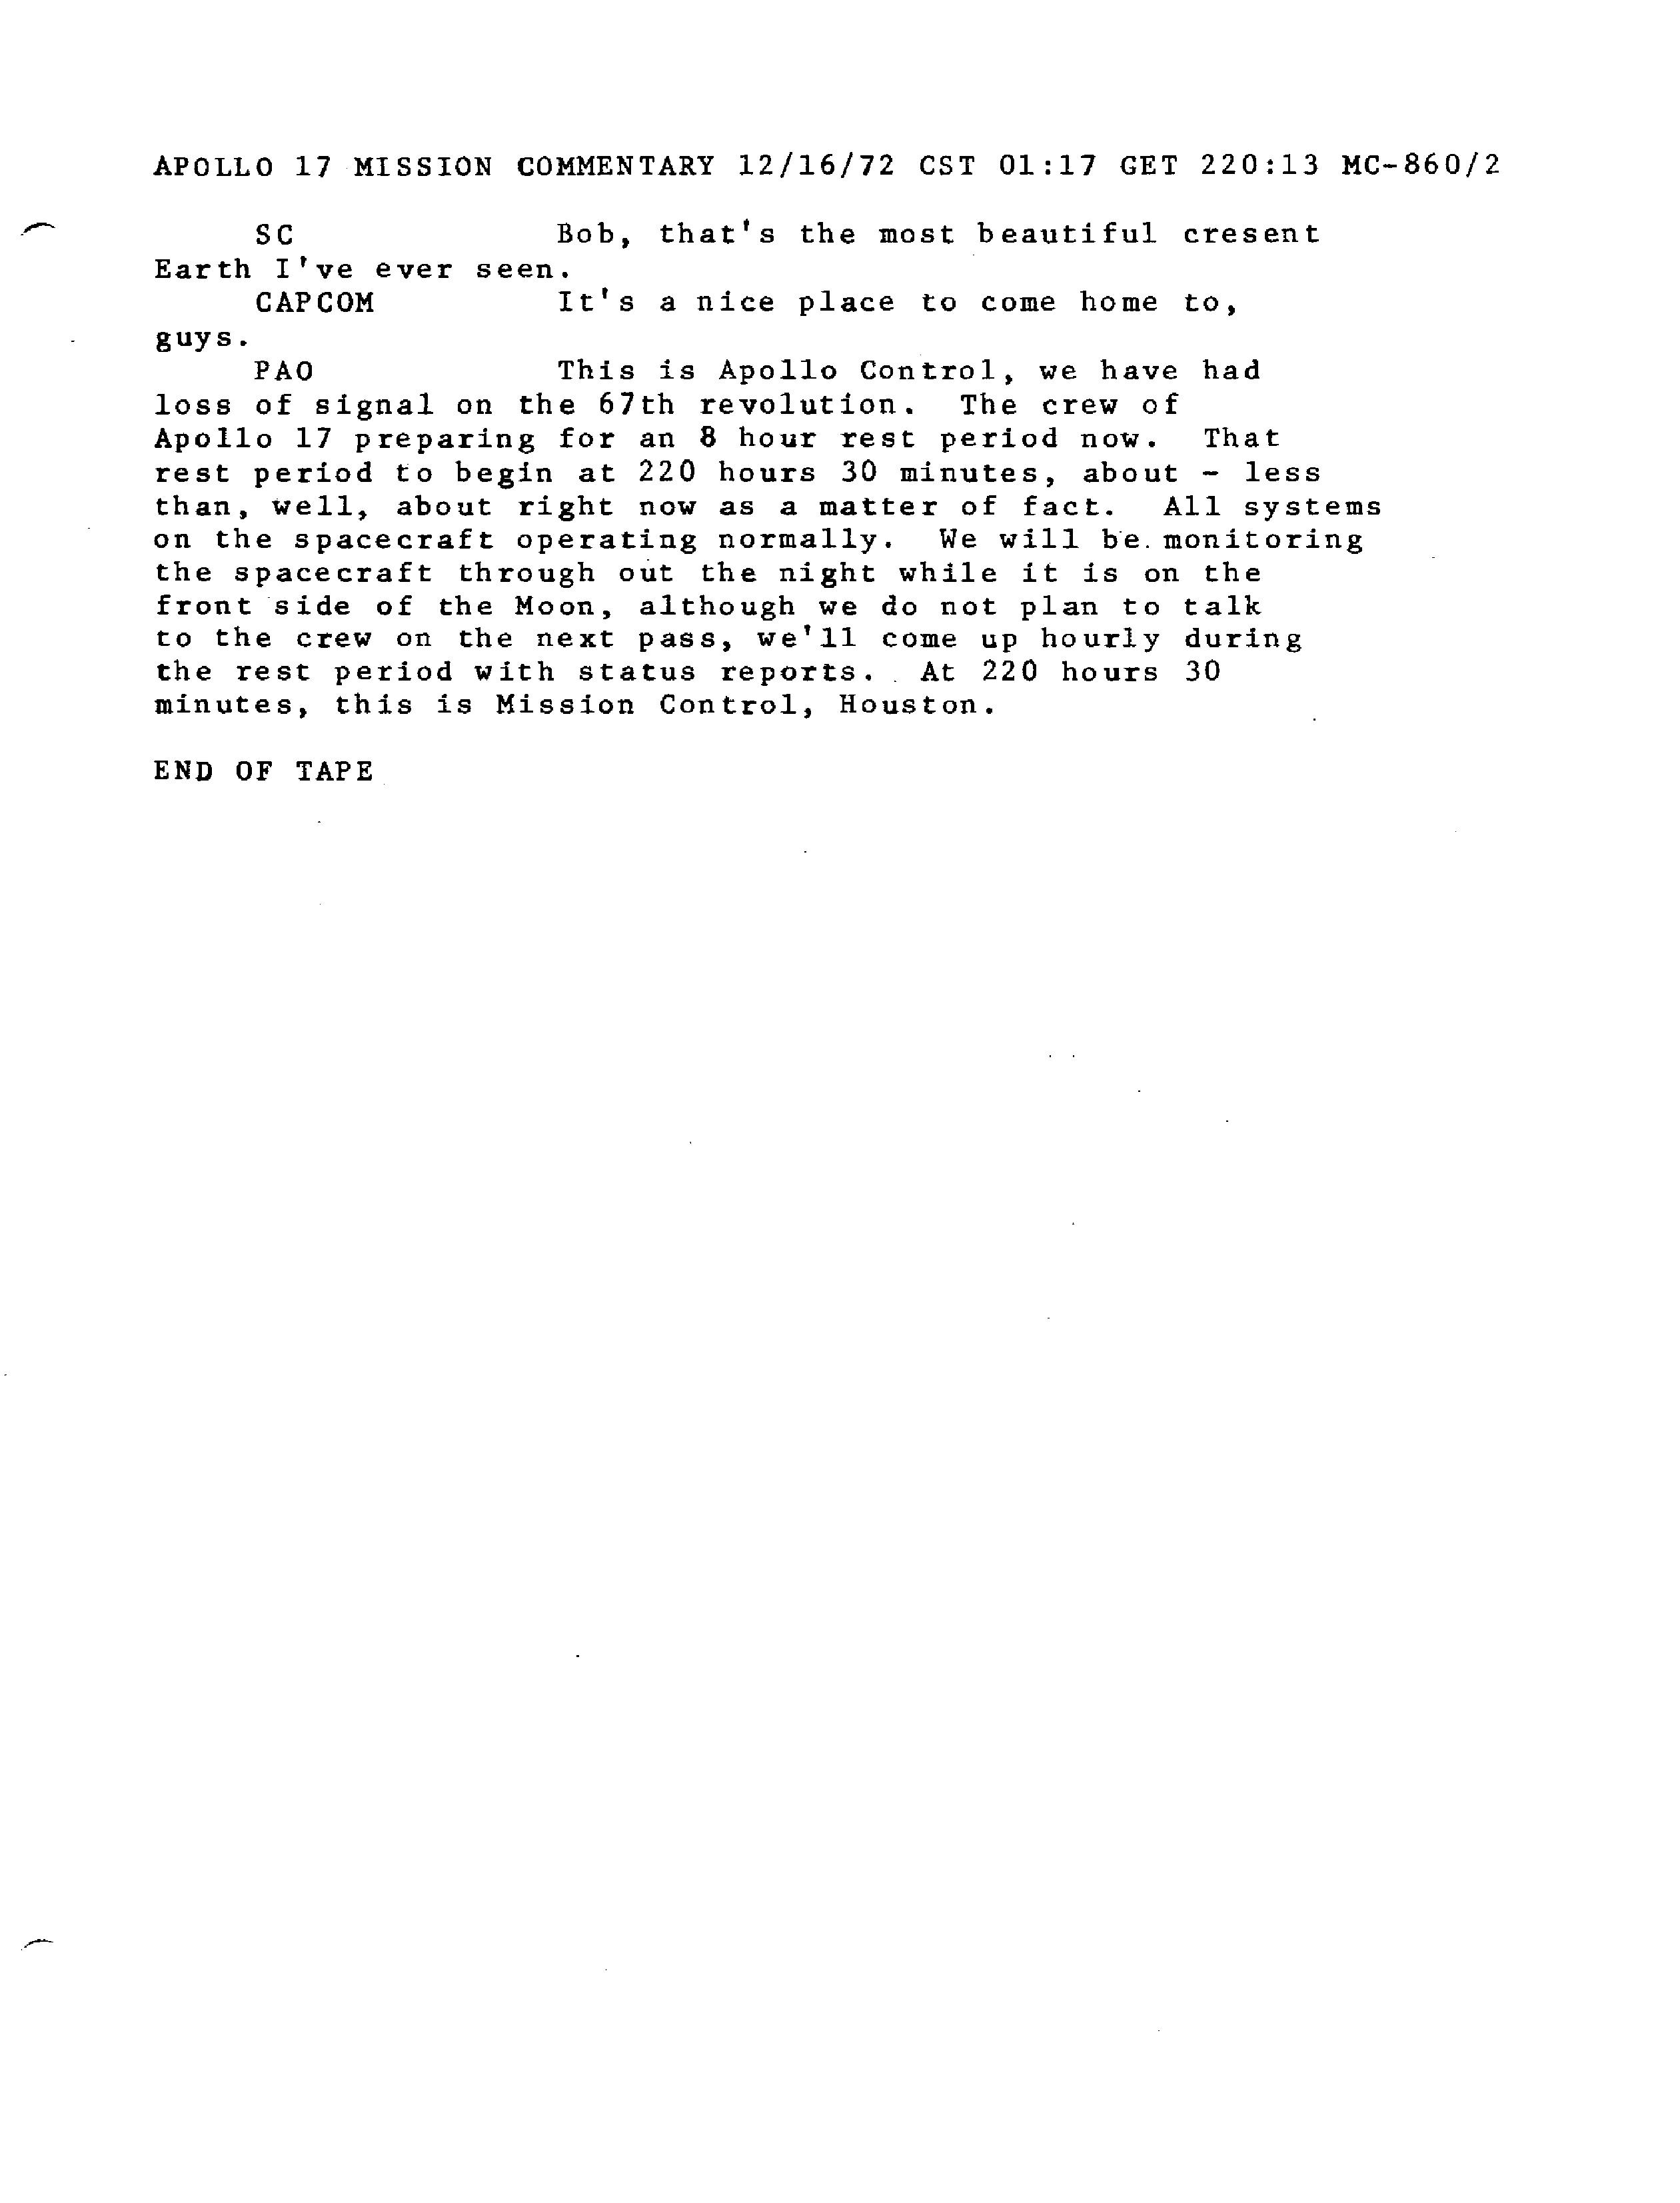 APOLLO 17 MISSION COMMENTARY 12/16/72 CST 01:17 GET 220:13 MC-860/2
SC Bob, that's the most beautiful cresent
Earth I've ever seen.
CAPCOM It's a nice place to come home to,
guys.
PAO This is Apollo Control, we have had
loss of signal on the 67th revolution. The crew of
Apollo 17 preparing for an 8 hour rest period now. That
rest period to begin at 220 hours 30 minutes, about - less
than, well, about right now as a matter of fact. All systems
on the spacecraft operating normally. We will be monitoring
the spacecraft through out the night while it is on the
front side of the Moon, although we do not plan to talk
to the crew on the next pass, we'll come up hourly during
the rest period with status reports. At 220 hours 30
minutes, this is Mission Control, Houston.
END OF TAPE